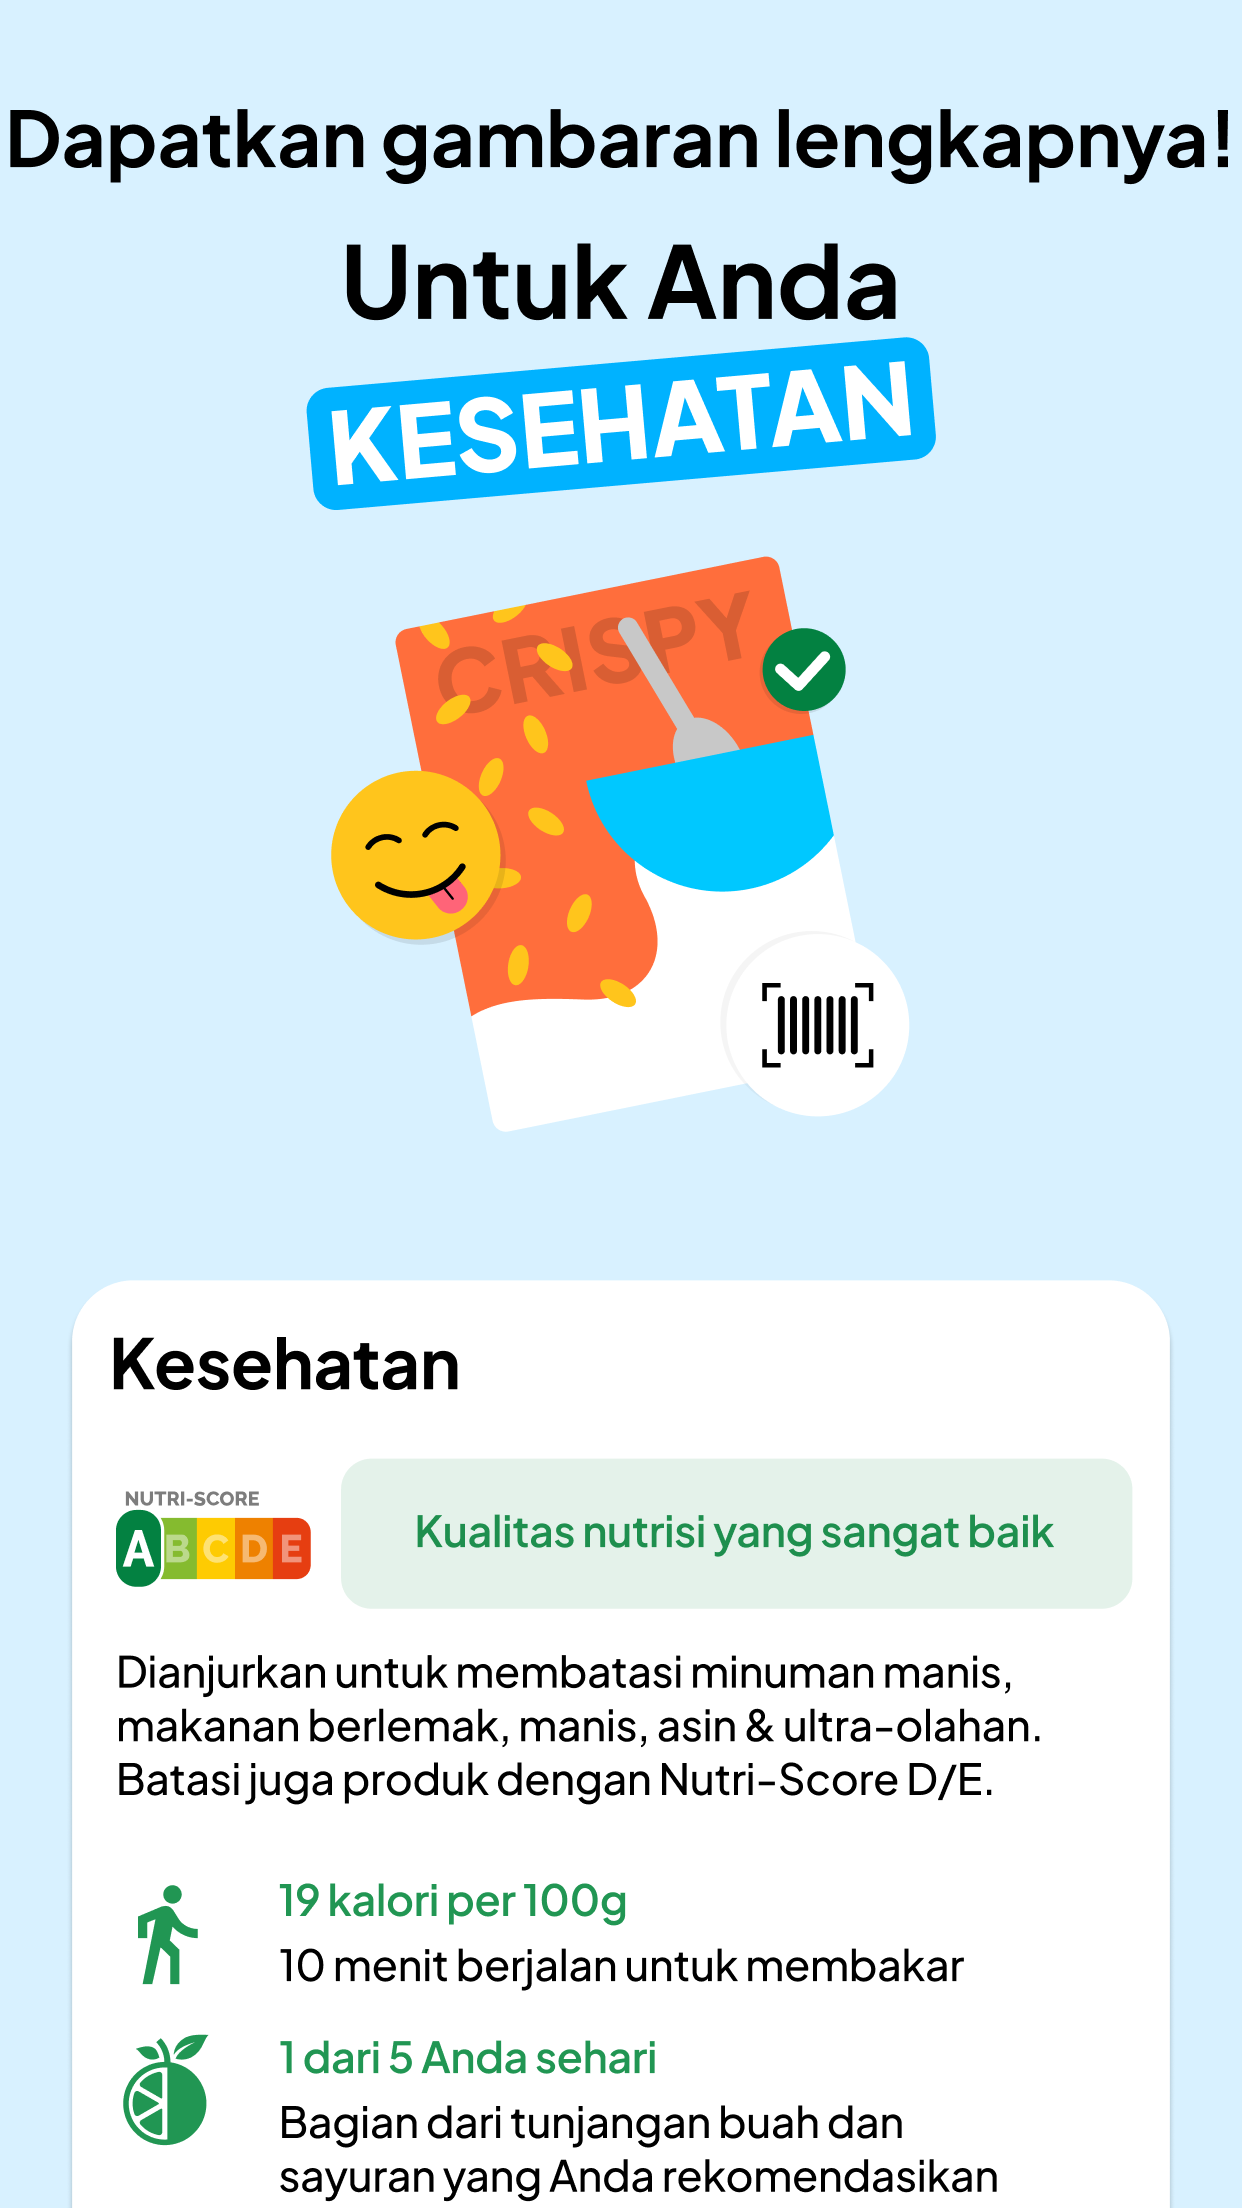 Dapatkan gambaran lengkapnya!
Untuk Anda
KESEHATAN
CRISPY
Kesehatan
NUTRI-SCORE
A B C D E
Kualitas nutrisi yang sangat baik
Dianjurkan untuk membatasi minuman manis,
makanan berlemak, manis, asin & ultra-olahan.
Batasi juga produk dengan Nutri-Score D/E.
19 kalori per 100g
10 menit berjalan untuk membakar
1 dari 5 Anda sehari
Bagian dari tunjangan buah dan
sayuran yang Anda rekomendasikan